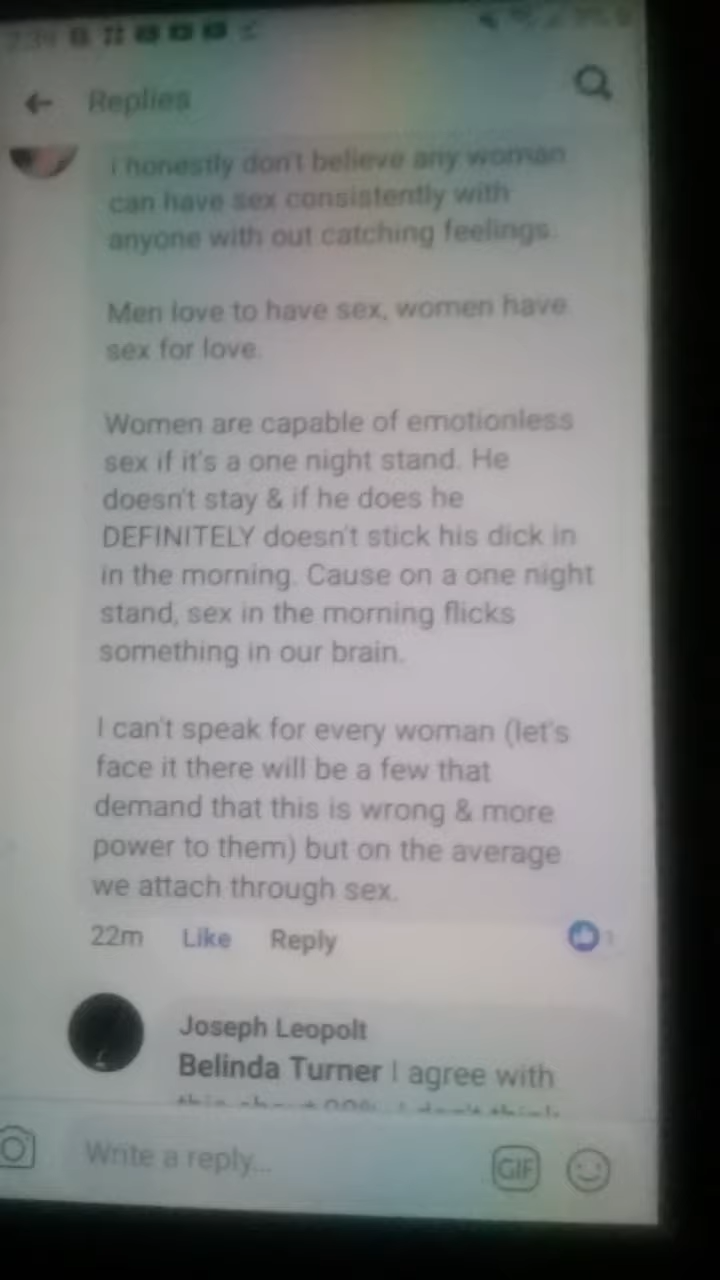 Replies
I honestly don't believe any woman
can have sex consistently with
anyone with out catching feelings.
Men love to have sex, women have
sex for love.
Women are capable of emotionless
sex if it's a one night stand. He
doesn't stay & if he does he
DEFINITELY doesn't stick his dick in
in the morning. Cause on a one night
stand, sex in the morning flicks
something in our brain.
I can't speak for every woman (let's
face it there will be a few that
demand that this is wrong & more
power to them) but on the average
we attach through sex.
22m Like Reply 1
Joseph Leopolt
Belinda Turner I agree with
Write a reply...
GIF